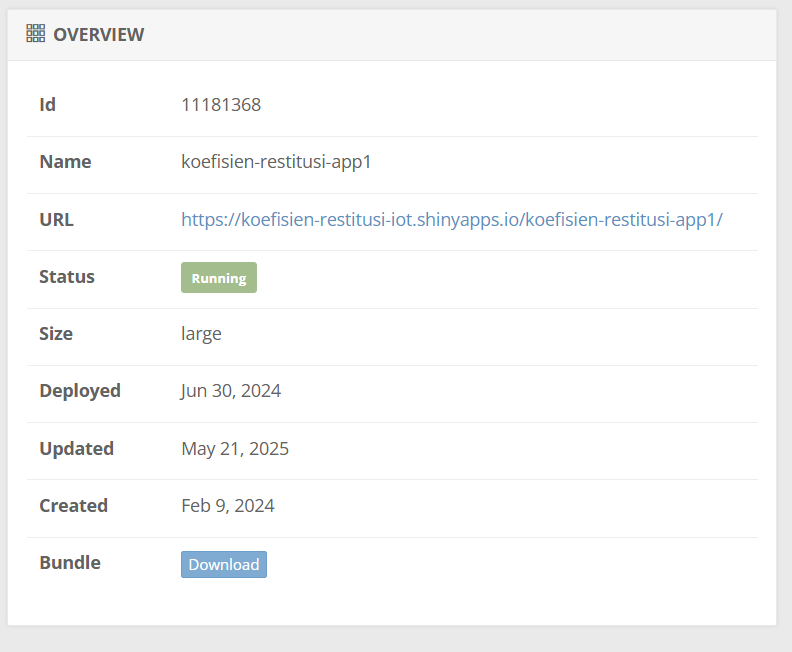 OVERVIEW
Id 11181368
Name koefisien-restitusi-app1
URL https://koefisien-restitusi-iot.shinyapps.io/koefisien-restitusi-app1/
Status Running
Size large
Deployed Jun 30, 2024
Updated May 21, 2025
Created Feb 9, 2024
Bundle Download